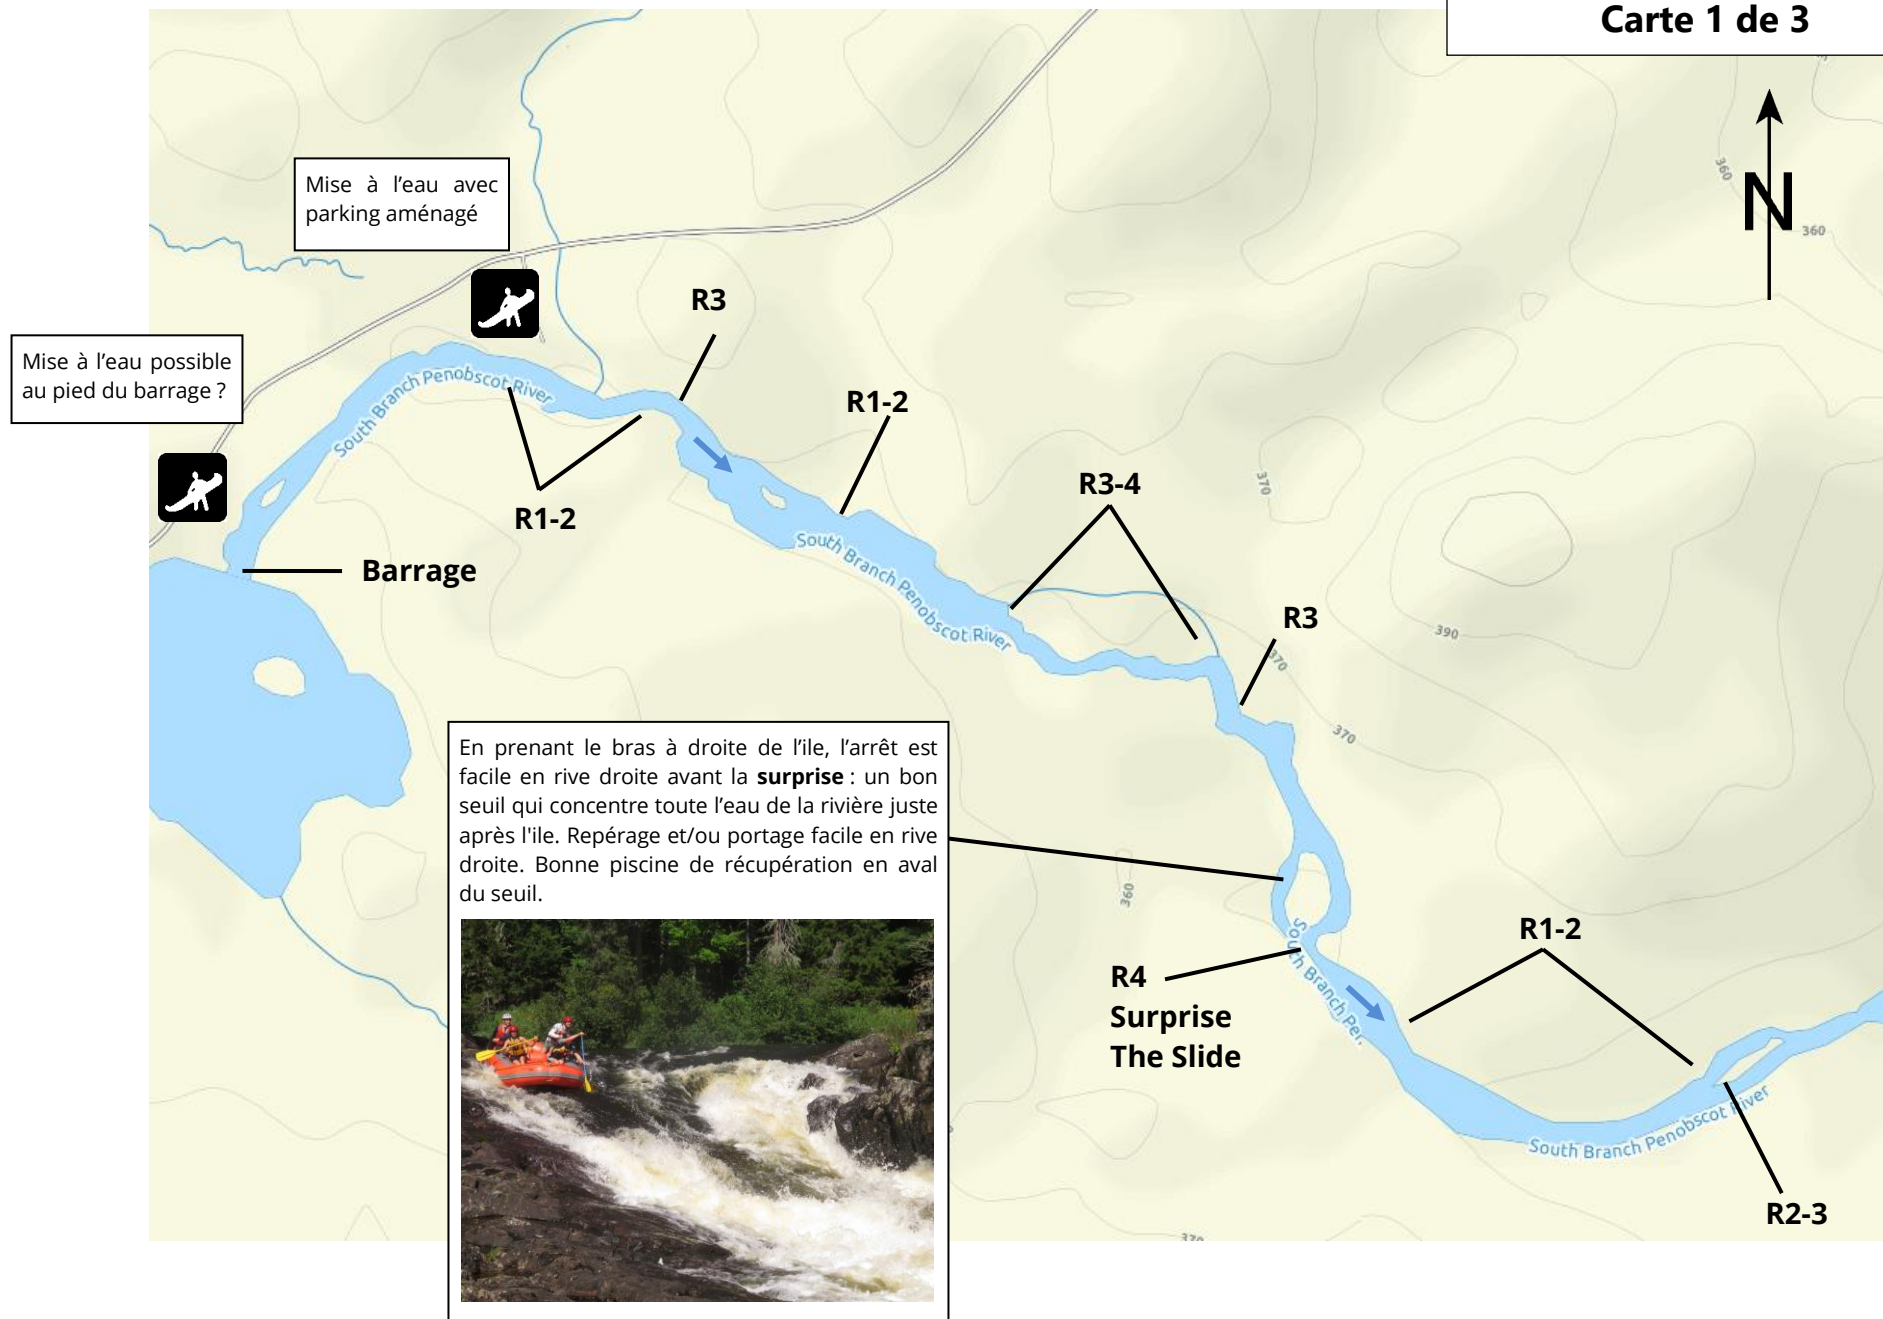 Carte 1 de 3
N
360
360
Mise à l'eau avec
parking aménagé
R3
Mise à l'eau possible
au pied du barrage ?
South Branch Penobscot River
R1-2
R1-2
R3-4
370
Barrage
South Branch Penobscot River
R3
390
370
370
En prenant le bras à droite de l'ile, l'arrêt est
facile en rive droite avant la surprise : un bon
seuil qui concentre toute l'eau de la rivière juste
après l'ile. Repérage et/ou portage facile en rive
droite. Bonne piscine de récupération en aval
du seuil.
360
South Branch Pen.
R4
Surprise
The Slide
R1-2
South Branch Penobscot River
R2-3
370